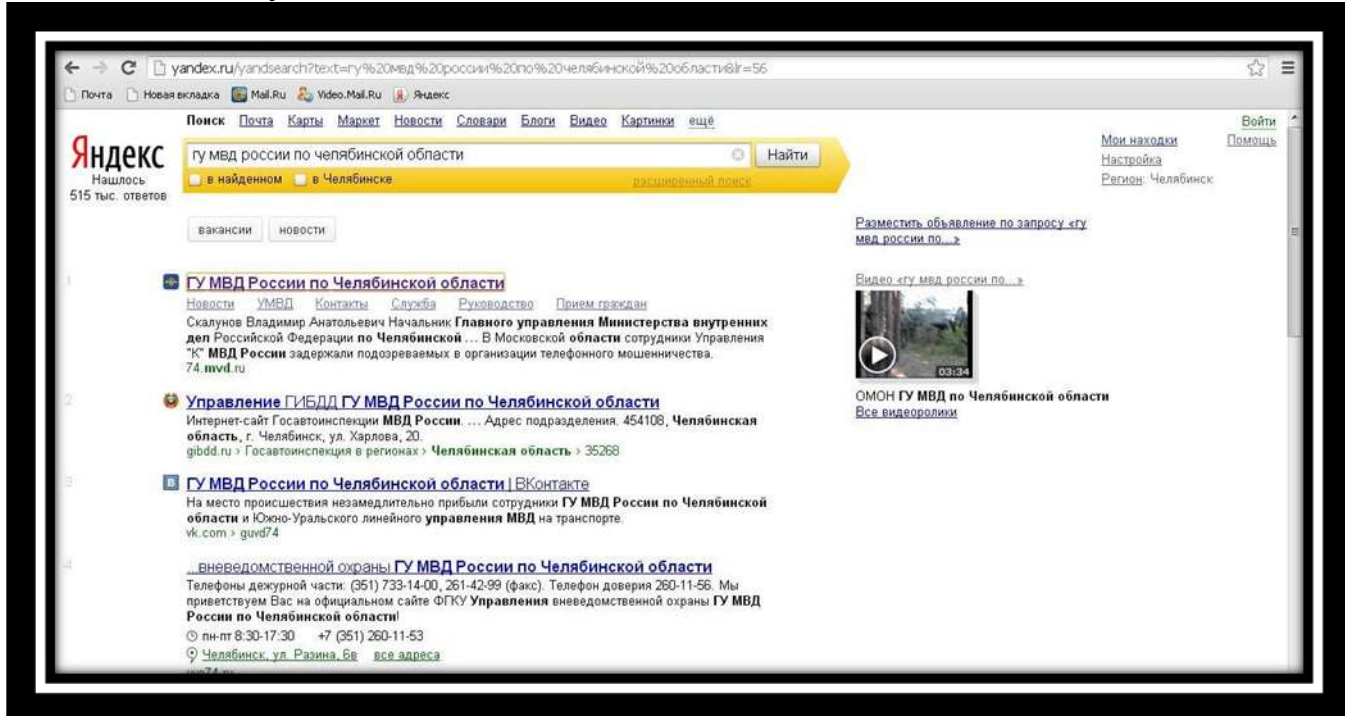 yandex.ru/yandsearch?text=гу%20мвд%20россии%20по%20челябинской%20области&lr=56
Почта Новая вкладка Mail.Ru Video.Mail.Ru Яндекс
Поиск Почта Карты Маркет Новости Словари Блоги Видео Картинки ещё
Войти
Мои находки Помощь
Настройка
Регион: Челябинск
Яндекс
Нашлось
515 тыс. ответов
гу мвд россии по челябинской области Найти
в найденном в Челябинске расширенный поиск
вакансии новости
1 ГУ МВД России по Челябинской области
Новости УМВД Контакты Служба Руководство Прием граждан
Скалунов Владимир Анатольевич Начальник Главного управления Министерства внутренних
дел Российской Федерации по Челябинской ... В Московской области сотрудники Управления
"К" МВД России задержали подозреваемых в организации телефонного мошенничества.
74.mvd.ru
2 Управление ГИБДД ГУ МВД России по Челябинской области
Интернет-сайт Госавтоинспекции МВД России. ... Адрес подразделения. 454108, Челябинская
область, г. Челябинск, ул. Харлова, 20.
gibdd.ru › Госавтоинспекция в регионах › Челябинская область › 35268
3 ГУ МВД России по Челябинской области | ВКонтакте
На место происшествия незамедлительно прибыли сотрудники ГУ МВД России по Челябинской
области и Южно-Уральского линейного управления МВД на транспорте.
vk.com › guvd74
4 ...вневедомственной охраны ГУ МВД России по Челябинской области
Телефоны дежурной части: (351) 733-14-00, 261-42-99 (факс). Телефон доверия 260-11-56. Мы
приветствуем Вас на официальном сайте ФГКУ Управления вневедомственной охраны ГУ МВД
России по Челябинской области!
пн-пт 8:30-17:30 +7 (351) 260-11-53
Челябинск, ул. Разина, 6в все адреса
Разместить объявление по запросу «гу
мвд россии по...»
Видео «гу мвд россии по...»
03:34
ОМОН ГУ МВД по Челябинской области
Все видеоролики